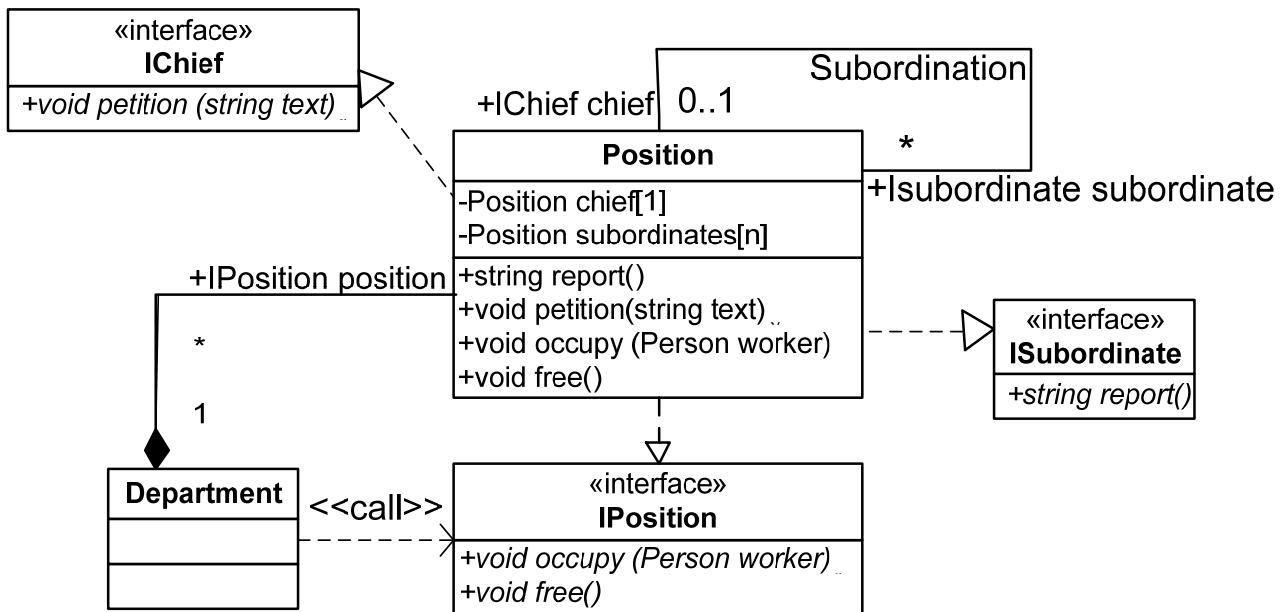 «interface»
IChief
+void petition (string text)
Subordination
+IChief chief
0..1
*
+Isubordinate subordinate
Position
-Position chief[1]
-Position subordinates[n]
+string report()
+void petition(string text)
+void occupy (Person worker)
+void free()
+IPosition position
*
1
«interface»
ISubordinate
+string report()
Department
<<call>>
«interface»
IPosition
+void occupy (Person worker)
+void free()